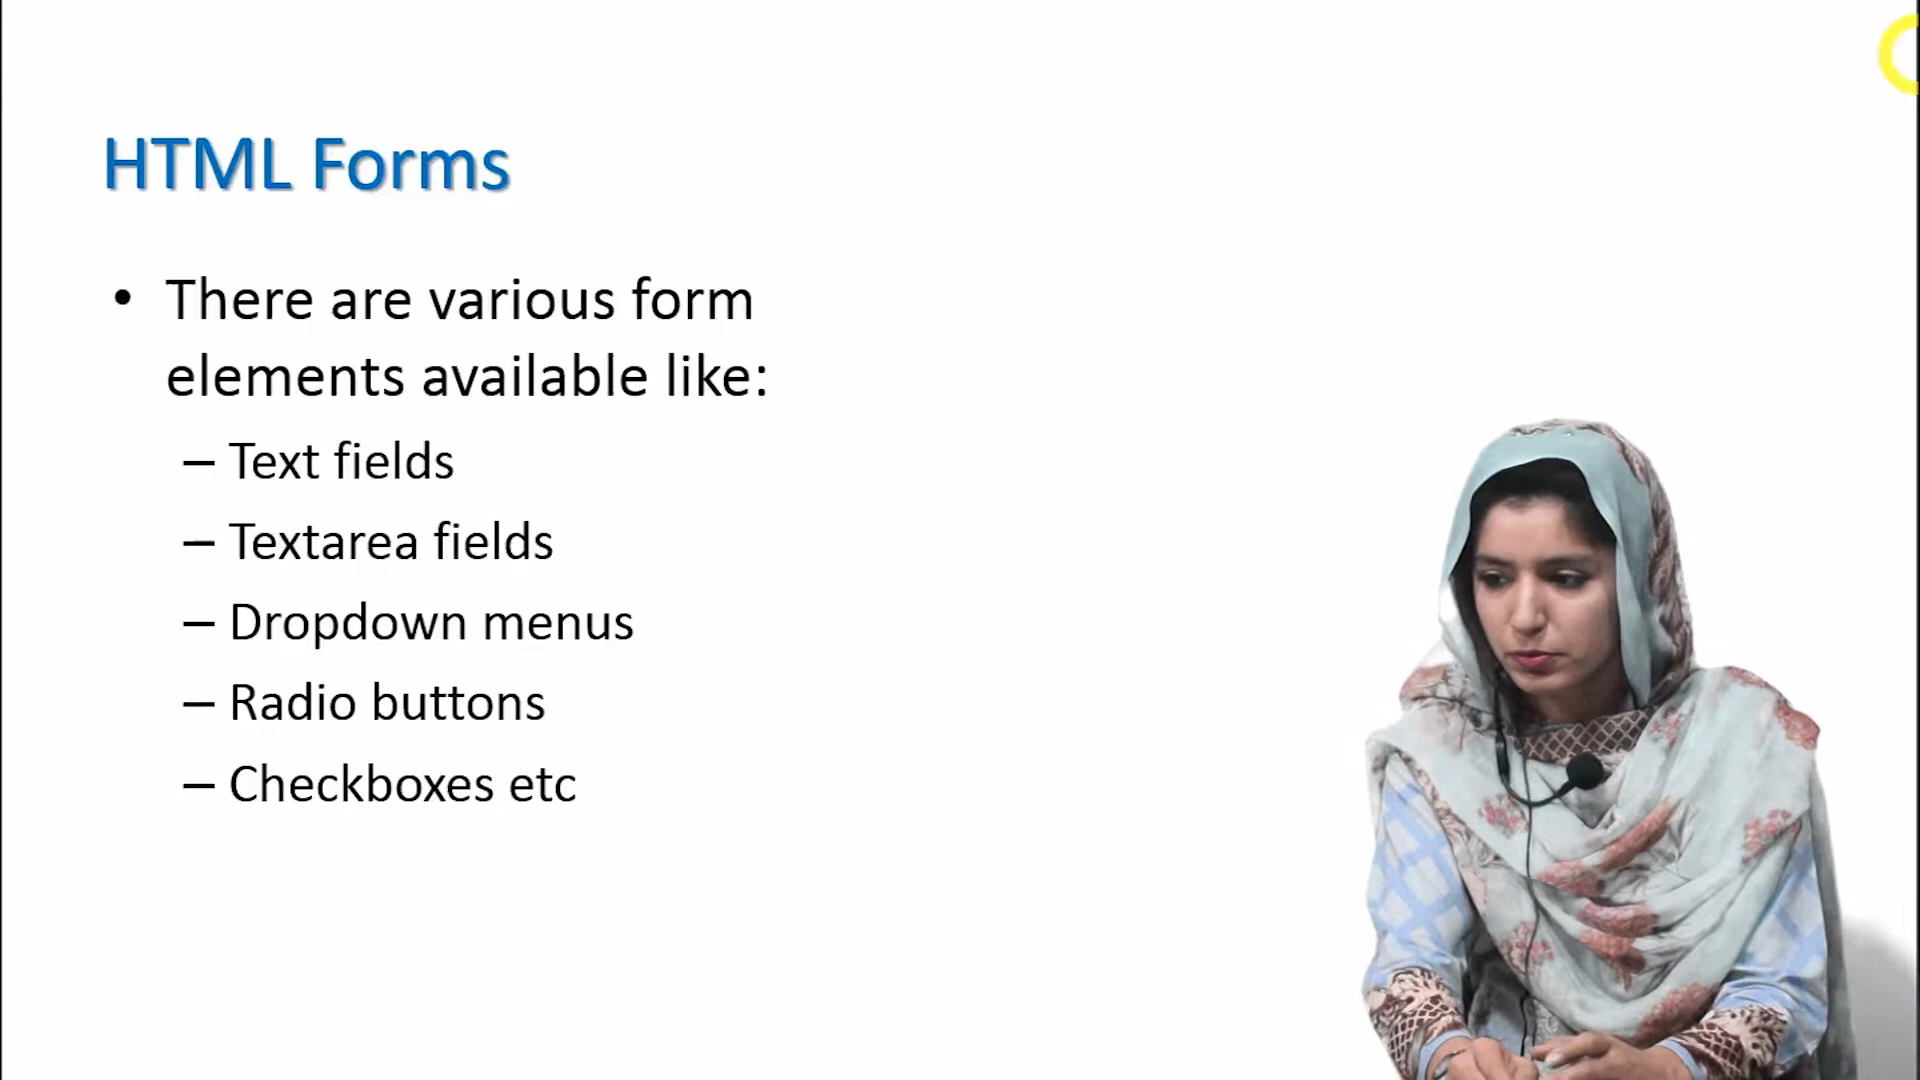 HTML Forms
• There are various form
elements available like:
– Text fields
– Textarea fields
– Dropdown menus
– Radio buttons
– Checkboxes etc